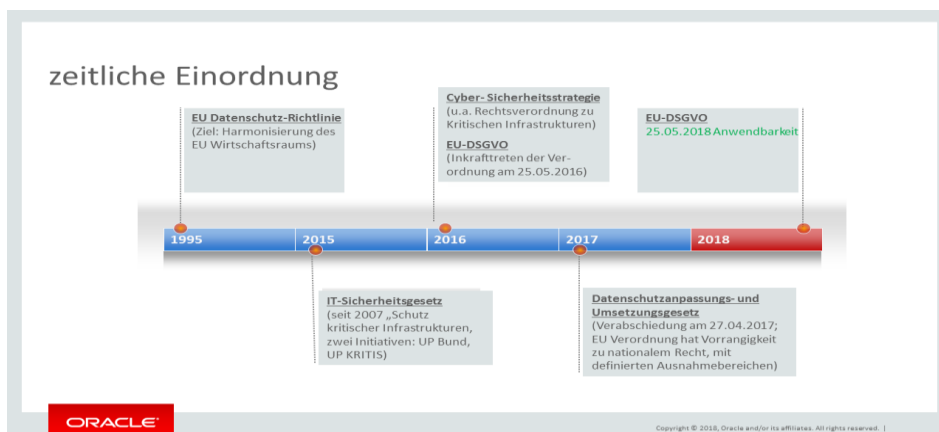 zeitliche Einordnung
EU Datenschutz-Richtlinie
(Ziel: Harmonisierung des
EU Wirtschaftsraums)
Cyber- Sicherheitsstrategie
(u.a. Rechtsverordnung zu
Kritischen Infrastrukturen)
EU-DSGVO
(Inkrafttreten der Ver-
ordnung am 25.05.2016)
EU-DSGVO
25.05.2018 Anwendbarkeit
1995
2015
2016
2017
2018
IT-Sicherheitsgesetz
(seit 2007 „Schutz
kritischer Infrastrukturen,
zwei Initiativen: UP Bund,
UP KRITIS)
Datenschutzanpassungs- und
Umsetzungsgesetz
(Verabschiedung am 27.04.2017;
EU Verordnung hat Vorrangigkeit
zu nationalem Recht, mit
definierten Ausnahmebereichen)
ORACLE®
Copyright © 2018, Oracle and/or its affiliates. All rights reserved. |